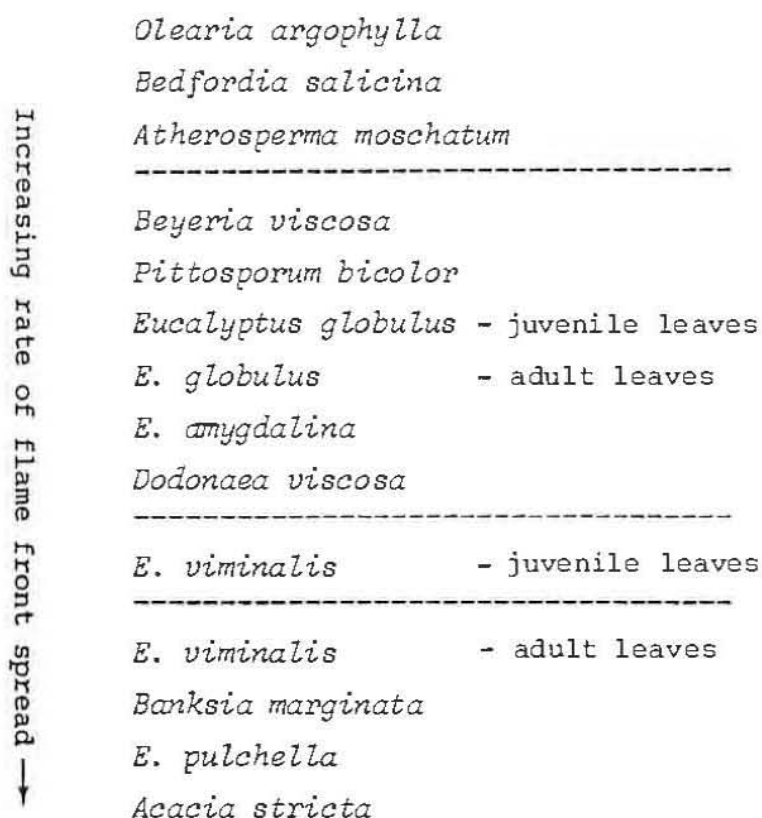 Increasing rate of flame front spread →
Olearia argophylla
Bedfordia salicina
Atherosperma moschatum
Beyeria viscosa
Pittosporum bicolor
Eucalyptus globulus - juvenile leaves
E. globulus - adult leaves
E. amygdalina
Dodonaea viscosa
E. viminalis - juvenile leaves
E. viminalis - adult leaves
Banksia marginata
E. pulchella
Acacia stricta